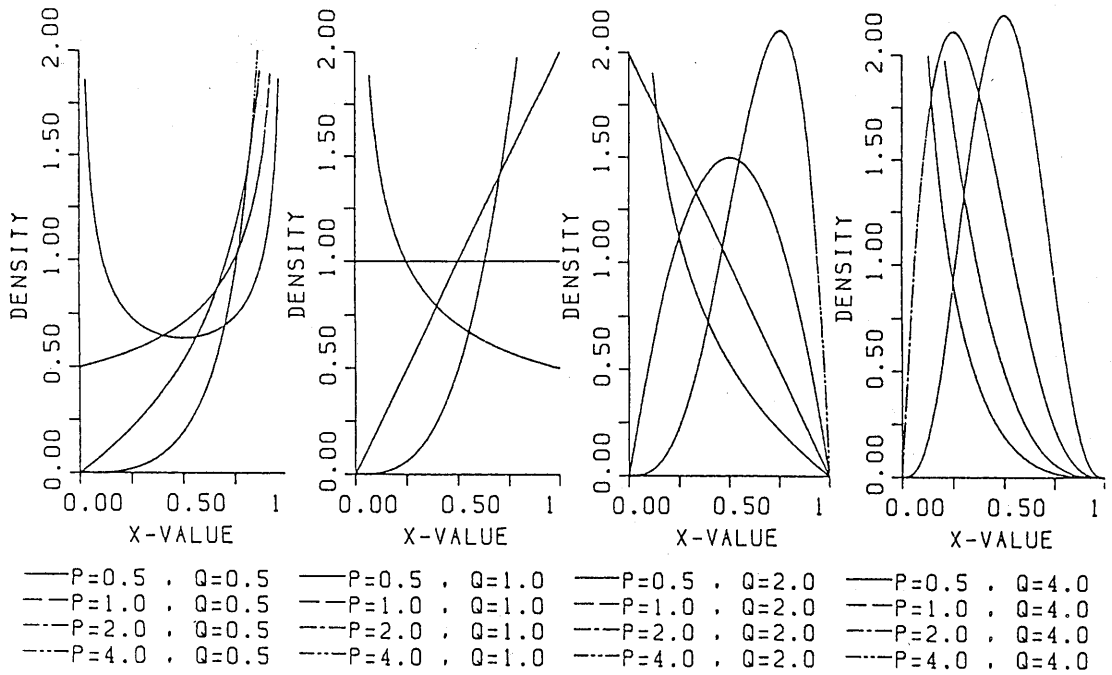 DENSITY
0.00 0.50 1.00 1.50 2.00
0.00 0.50 1
X-VALUE
P=0.5 , Q=0.5
P=1.0 , Q=0.5
P=2.0 , Q=0.5
P=4.0 , Q=0.5
DENSITY
0.00 0.50 1.00 1.50 2.00
0.00 0.50 1
X-VALUE
P=0.5 , Q=1.0
P=1.0 , Q=1.0
P=2.0 , Q=1.0
P=4.0 , Q=1.0
DENSITY
0.00 0.50 1.00 1.50 2.00
0.00 0.50 1
X-VALUE
P=0.5 , Q=2.0
P=1.0 , Q=2.0
P=2.0 , Q=2.0
P=4.0 , Q=2.0
DENSITY
0.00 0.50 1.00 1.50 2.00
0.00 0.50 1
X-VALUE
P=0.5 , Q=4.0
P=1.0 , Q=4.0
P=2.0 , Q=4.0
P=4.0 , Q=4.0